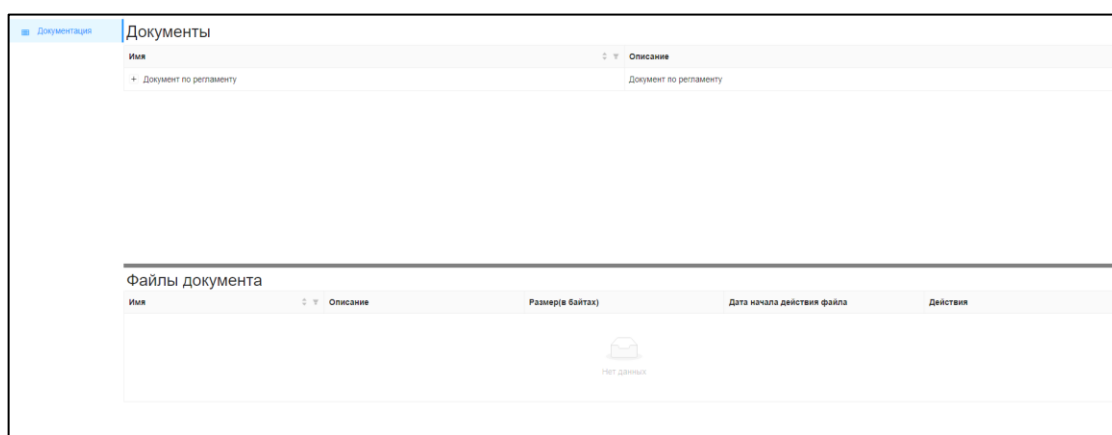 Документация
Документы
Имя Описание
+ Документ по регламенту Документ по регламенту
Файлы документа
Имя Описание Размер(в байтах) Дата начала действия файла Действия
Нет данных